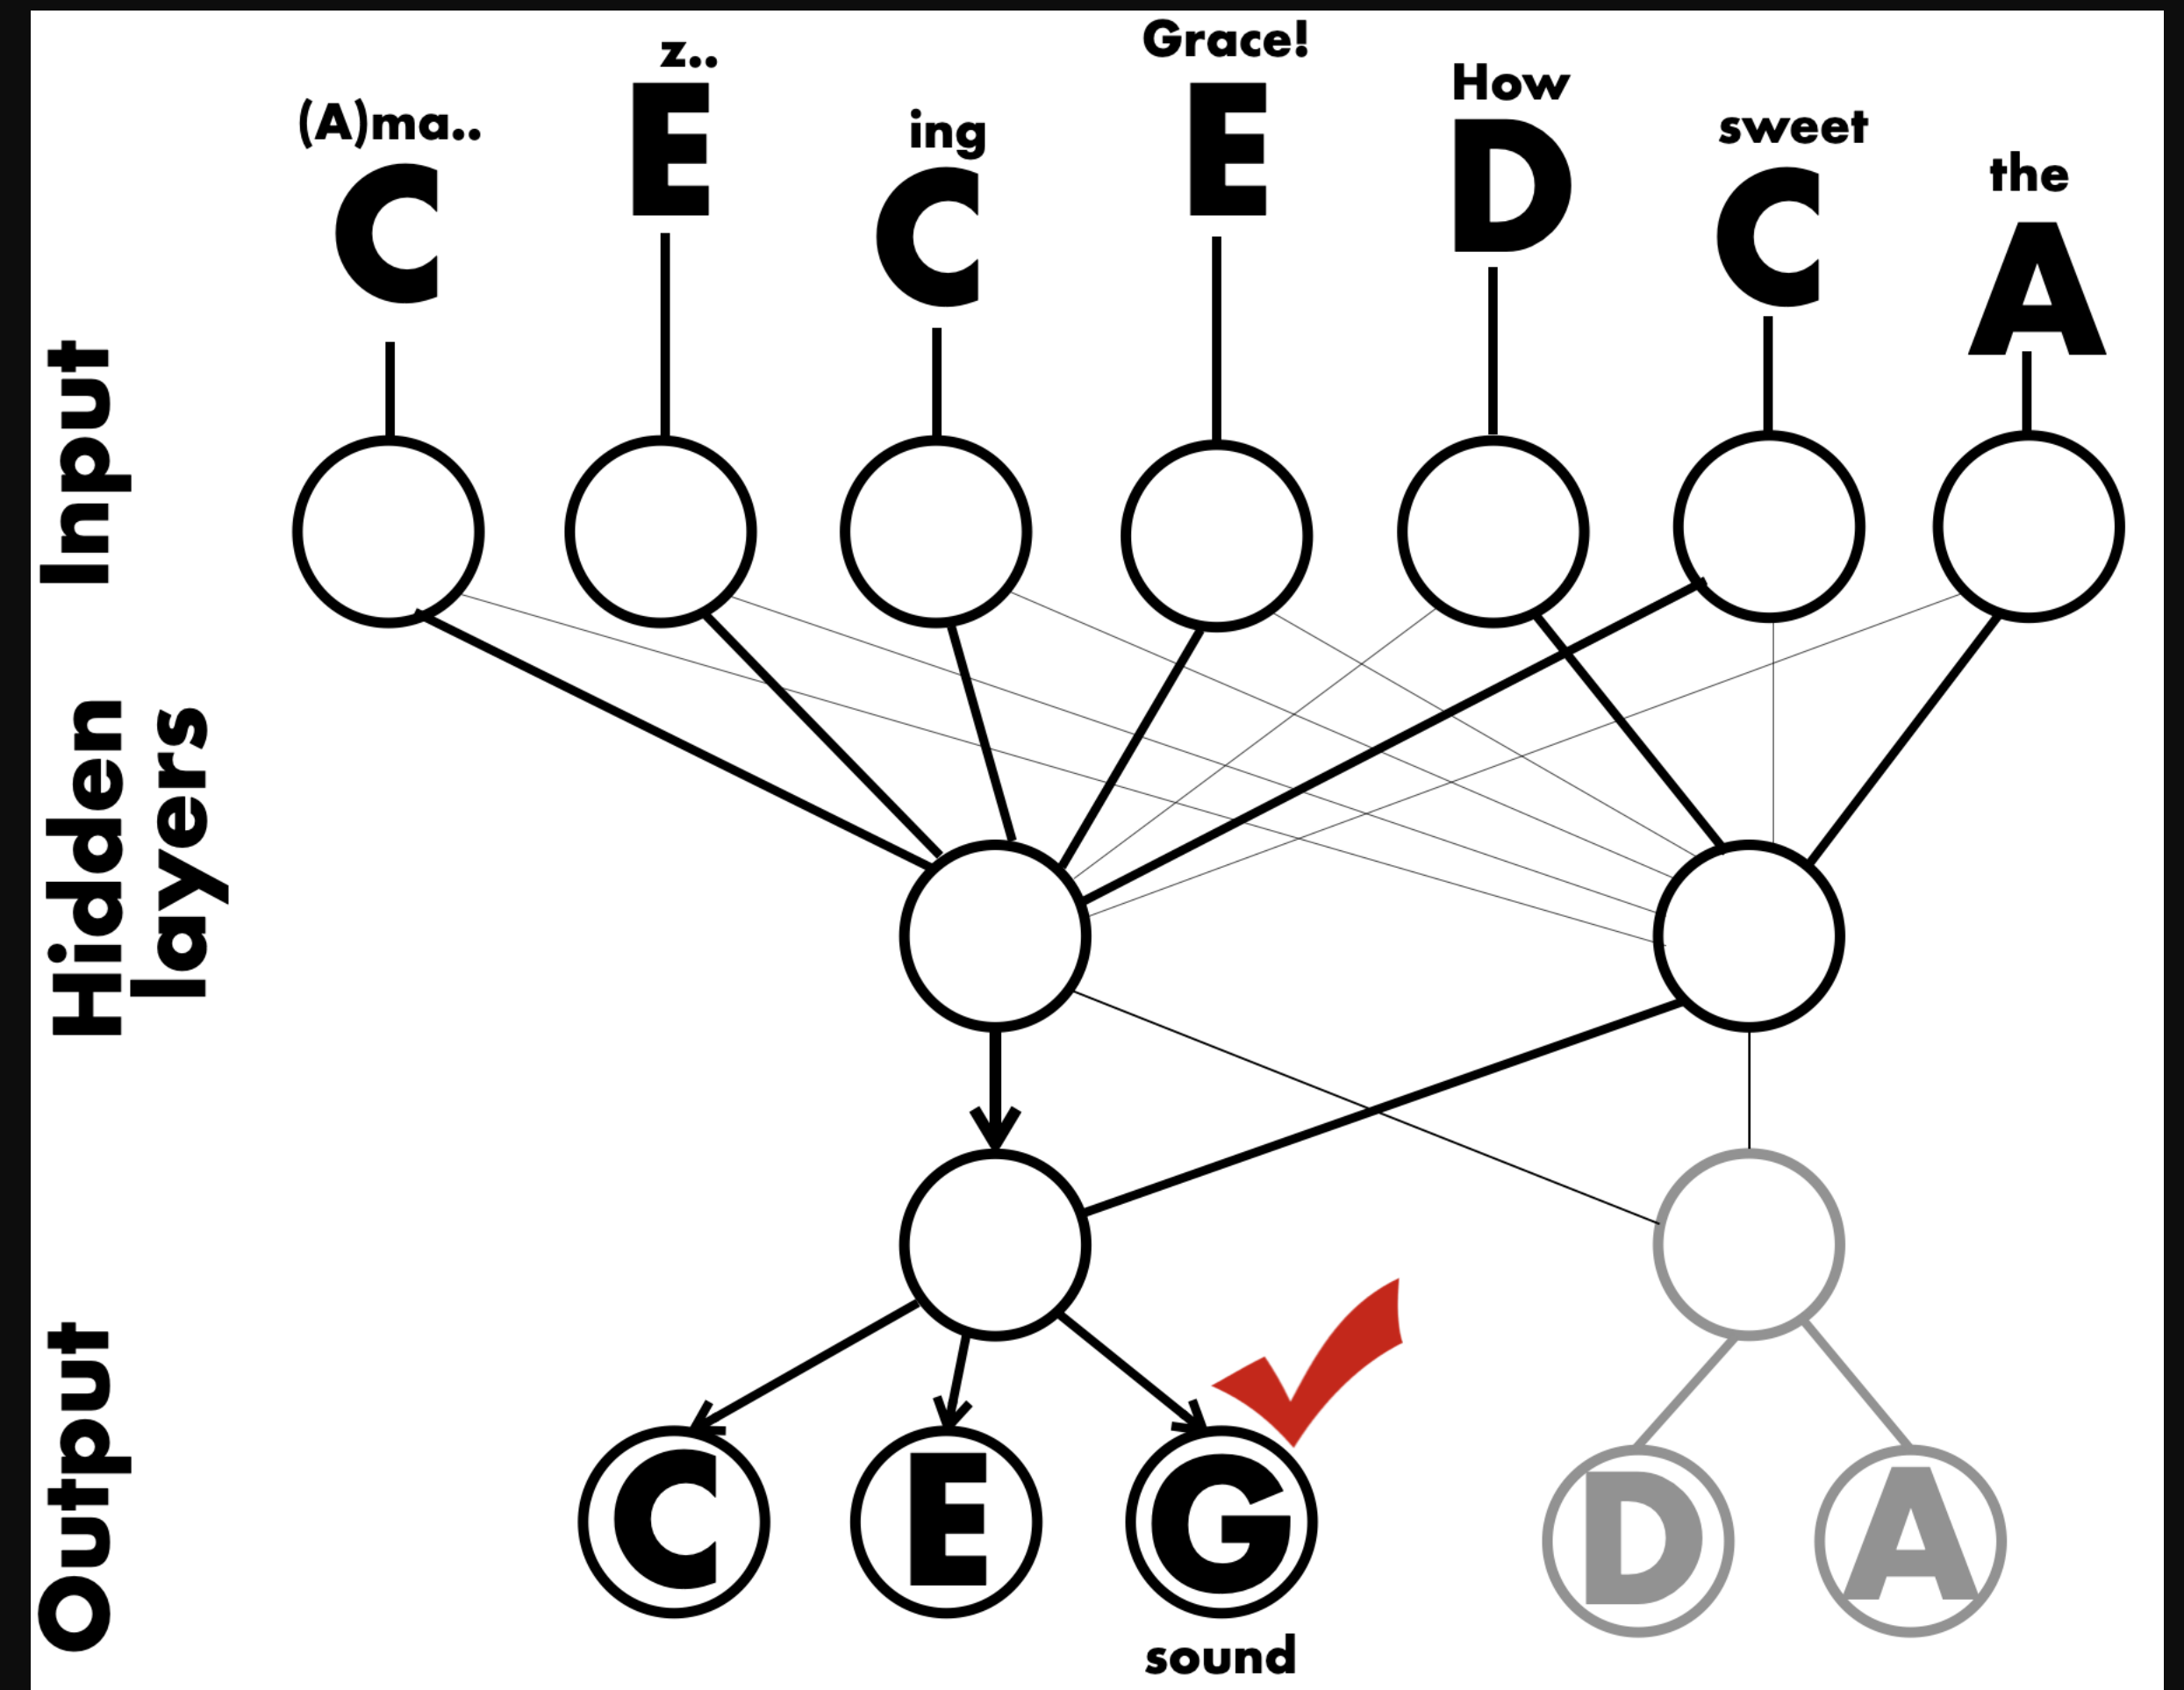 (A)ma..
z..
ing
Grace!
How
sweet
the
C
E
C
E
D
C
A
Input
Hidden
layers
Output
C
E
G
D
A
sound